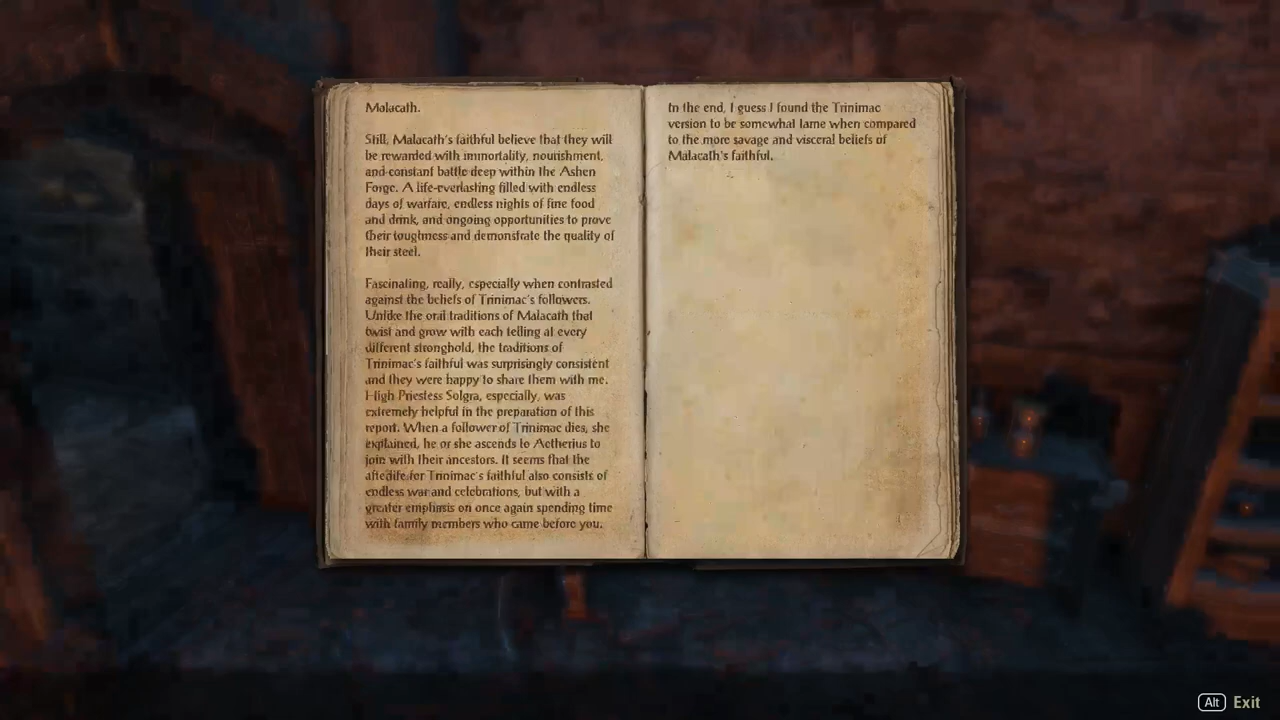 Malacath.
Still, Malacath's faithful believe that they will
be rewarded with immortality, nourishment,
and constant battle deep within the Ashen
Forge. A life-everlasting filled with endless
days of warfare, endless nights of fine food
and drink, and ongoing opportunities to prove
their toughness and demonstrate the quality of
their steel.
Fascinating, really, especially when contrasted
against the beliefs of Trinimac's followers.
Unlike the oral traditions of Malacath that
twist and grow with each telling at every
different stronghold, the traditions of
Trinimac's faithful was surprisingly consistent
and they were happy to share them with me.
High Priestess Solgra, especially, was
extremely helpful in the preparation of this
report. When a follower of Trinimac dies, she
explained, he or she ascends to Aetherius to
join with their ancestors. It seems that the
afterlife for Trinimac's faithful also consists of
endless war and celebrations, but with a
greater emphasis on once again spending time
with family members who came before you.
In the end, I guess I found the Trinimac
version to be somewhat lame when compared
to the more savage and visceral beliefs of
Malacath's faithful.
Alt Exit